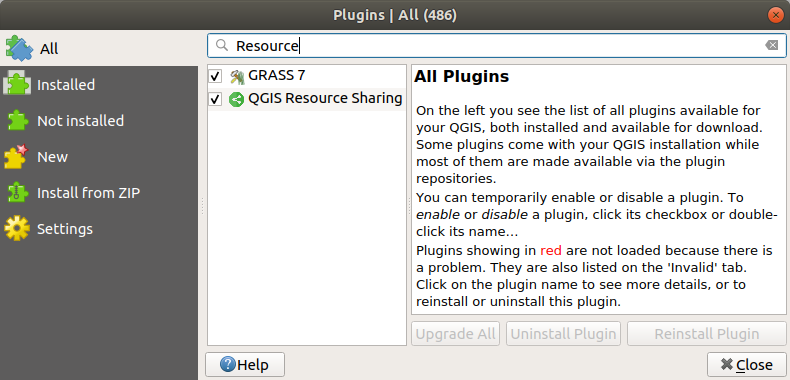 Plugins | All (486)
All
Installed
Not installed
New
Install from ZIP
Settings
Resource
GRASS 7
QGIS Resource Sharing
All Plugins
On the left you see the list of all plugins available for
your QGIS, both installed and available for download.
Some plugins come with your QGIS installation while
most of them are made available via the plugin
repositories.
You can temporarily enable or disable a plugin. To
enable or disable a plugin, click its checkbox or double-
click its name...
Plugins showing in red are not loaded because there is
a problem. They are also listed on the 'Invalid' tab.
Click on the plugin name to see more details, or to
reinstall or uninstall this plugin.
Upgrade All
Uninstall Plugin
Reinstall Plugin
Help
Close